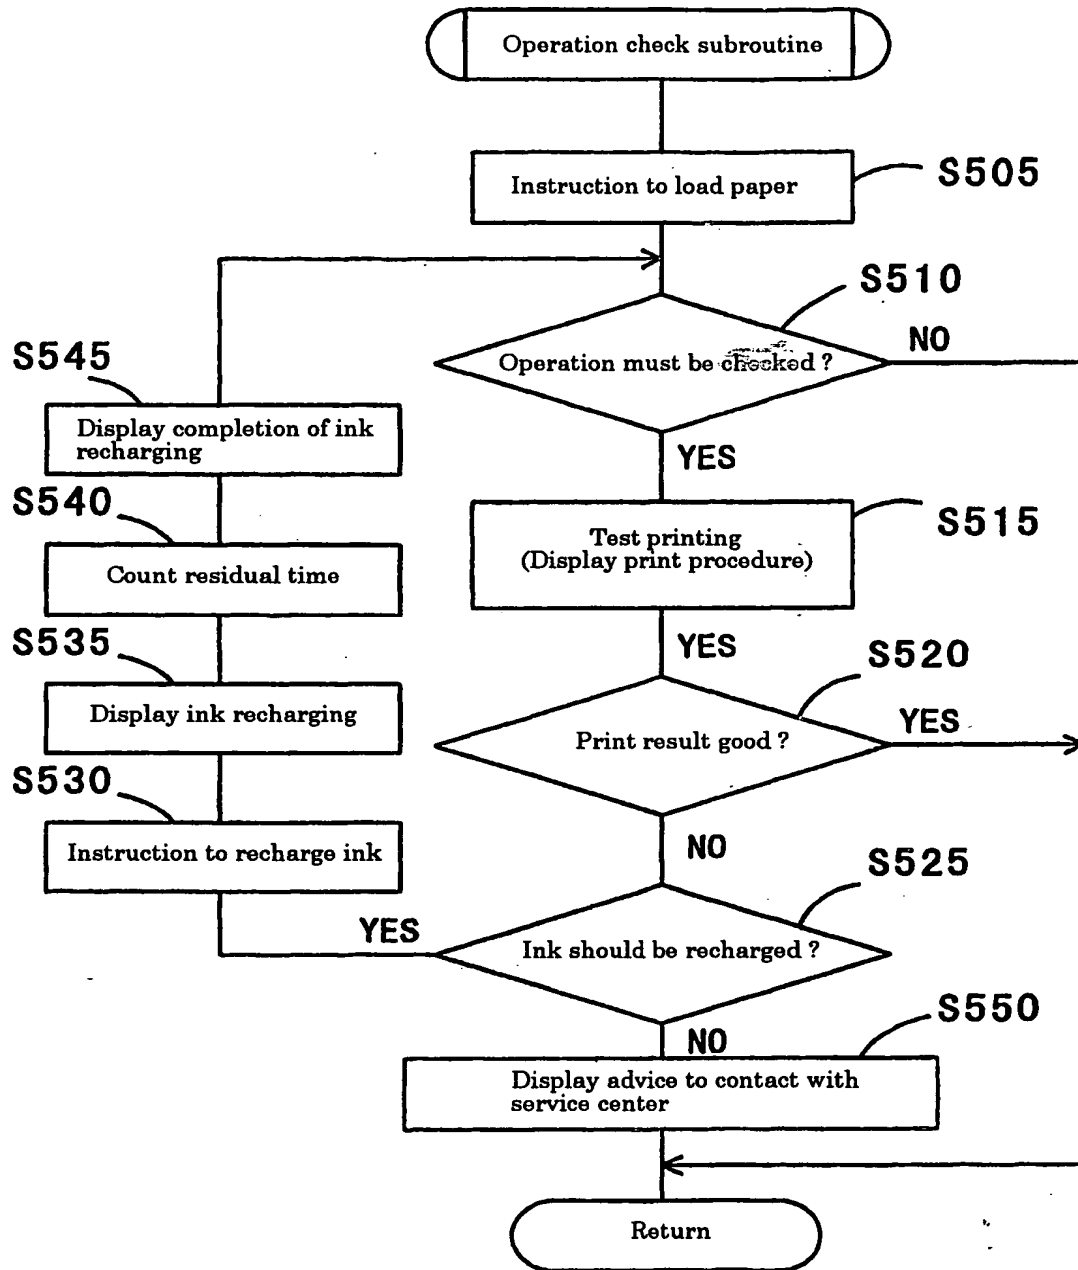 Operation check subroutine
Instruction to load paper
S505
S510
Operation must be checked ?
NO
YES
S545
Display completion of ink
recharging
S540
Count residual time
S515
Test printing
(Display print procedure)
YES
S535
Display ink recharging
S520
Print result good ?
YES
NO
S530
Instruction to recharge ink
S525
Ink should be recharged ?
YES
NO
S550
Display advice to contact with
service center
Return